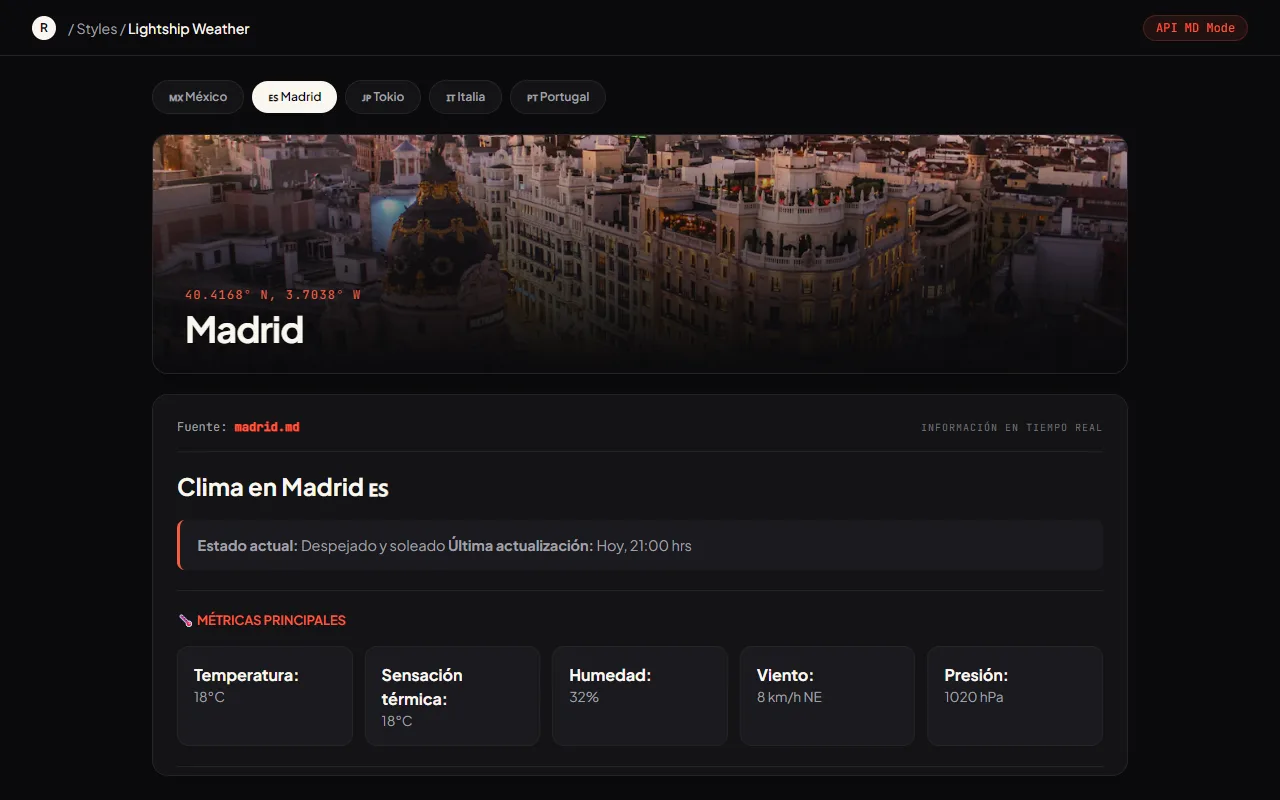 R / Styles / Lightship Weather
API MD Mode
MX México
ES Madrid
JP Tokio
IT Italia
PT Portugal
40.4168° N, 3.7038° W
Madrid
Fuente: madrid.md
INFORMACIÓN EN TIEMPO REAL
Clima en Madrid ES
Estado actual: Despejado y soleado Última actualización: Hoy, 21:00 hrs
MÉTRICAS PRINCIPALES
Temperatura:
18°C
Sensación
térmica:
18°C
Humedad:
32%
Viento:
8 km/h NE
Presión:
1020 hPa